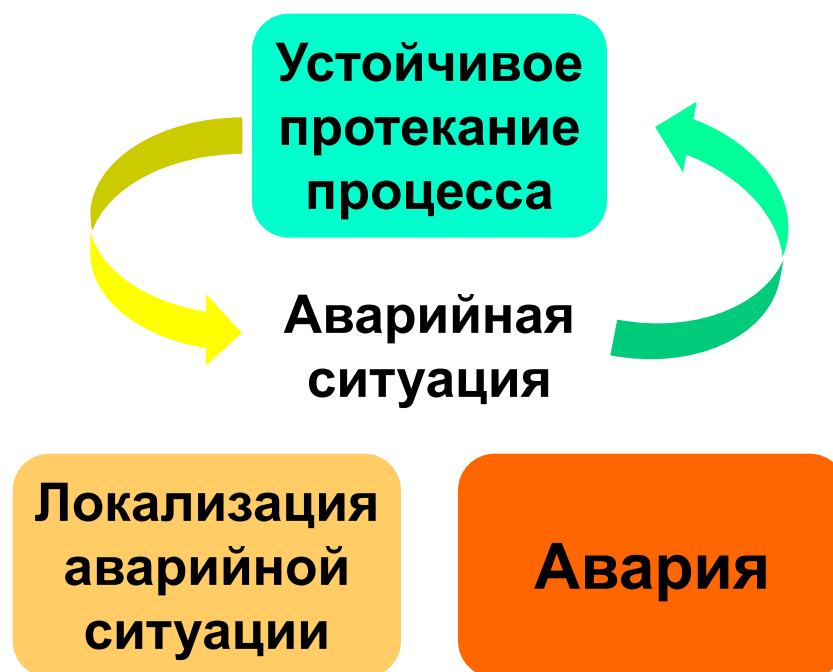 Устойчивое
протекание
процесса
Аварийная
ситуация
Локализация
аварийной
ситуации
Авария